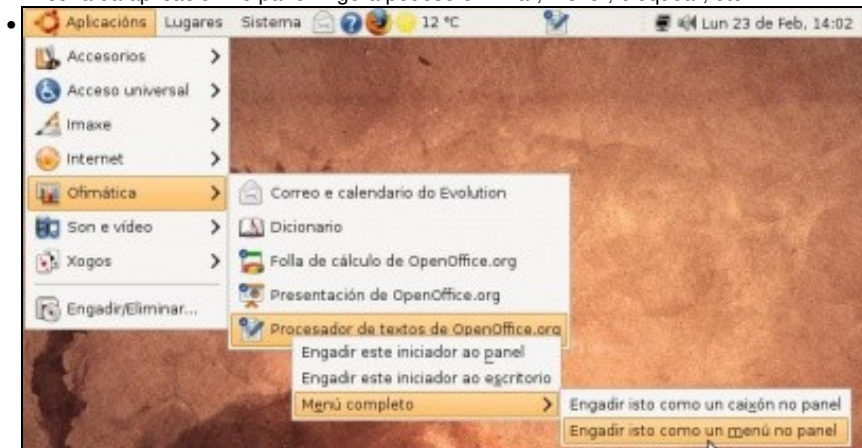 Aplicacións Lugares Sistema 12 ºC Lun 23 de Feb, 14:02
Accesorios
Acceso universal
Imaxe
Internet
Ofimática
Son e vídeo
Xogos
Engadir/Eliminar...
Correo e calendario do Evolution
Dicionario
Folla de cálculo de OpenOffice.org
Presentación de OpenOffice.org
Procesador de textos de OpenOffice.org
Engadir este iniciador ao panel
Engadir este iniciador ao escritorio
Menú completo
Engadir isto como un caixón no panel
Engadir isto como un menú no panel